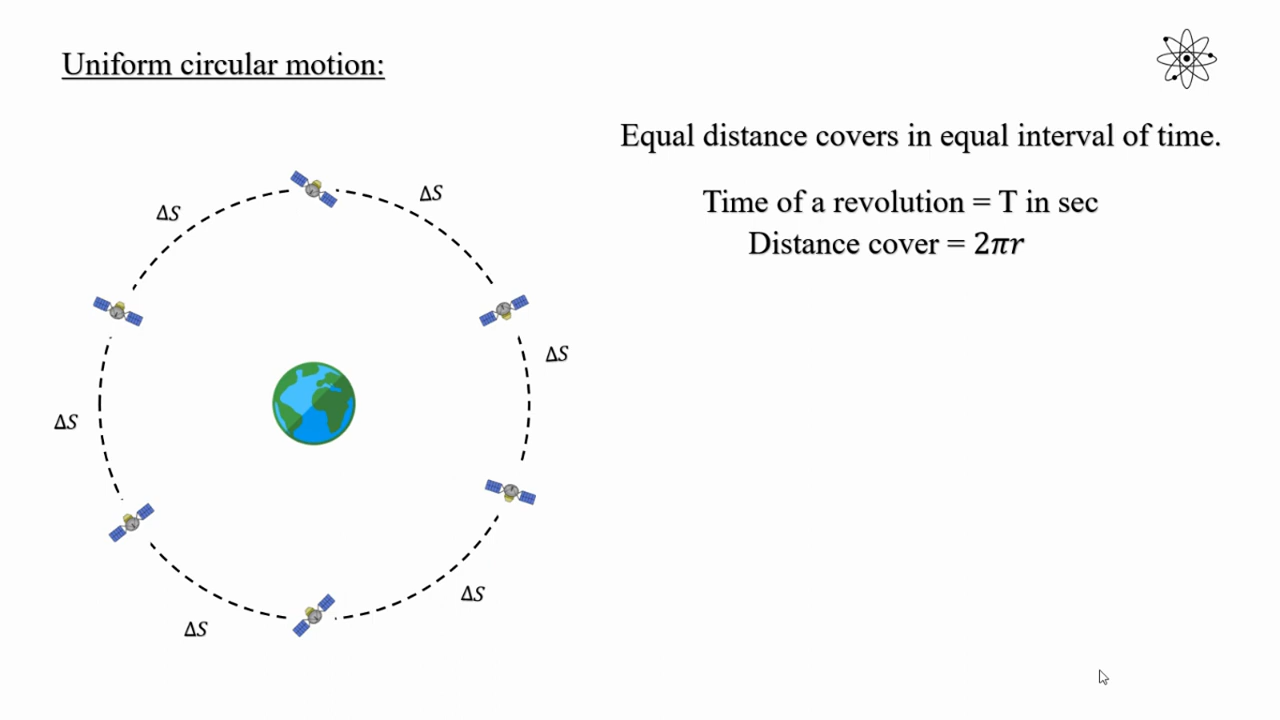 Uniform circular motion:
Equal distance covers in equal interval of time.
Time of a revolution = T in sec
Distance cover = 2𝜋𝑟
Δ𝑆
Δ𝑆
Δ𝑆
Δ𝑆
Δ𝑆
Δ𝑆